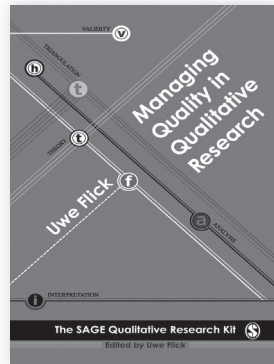 VALIDITY
v
h
TRIANGULATION
t
THEORY
t
Managing
Quality in
Qualitative
Research
Uwe Flick
f
a
ANALYSIS
i
INTERPRETATION
The SAGE Qualitative Research Kit
S
Edited by Uwe Flick